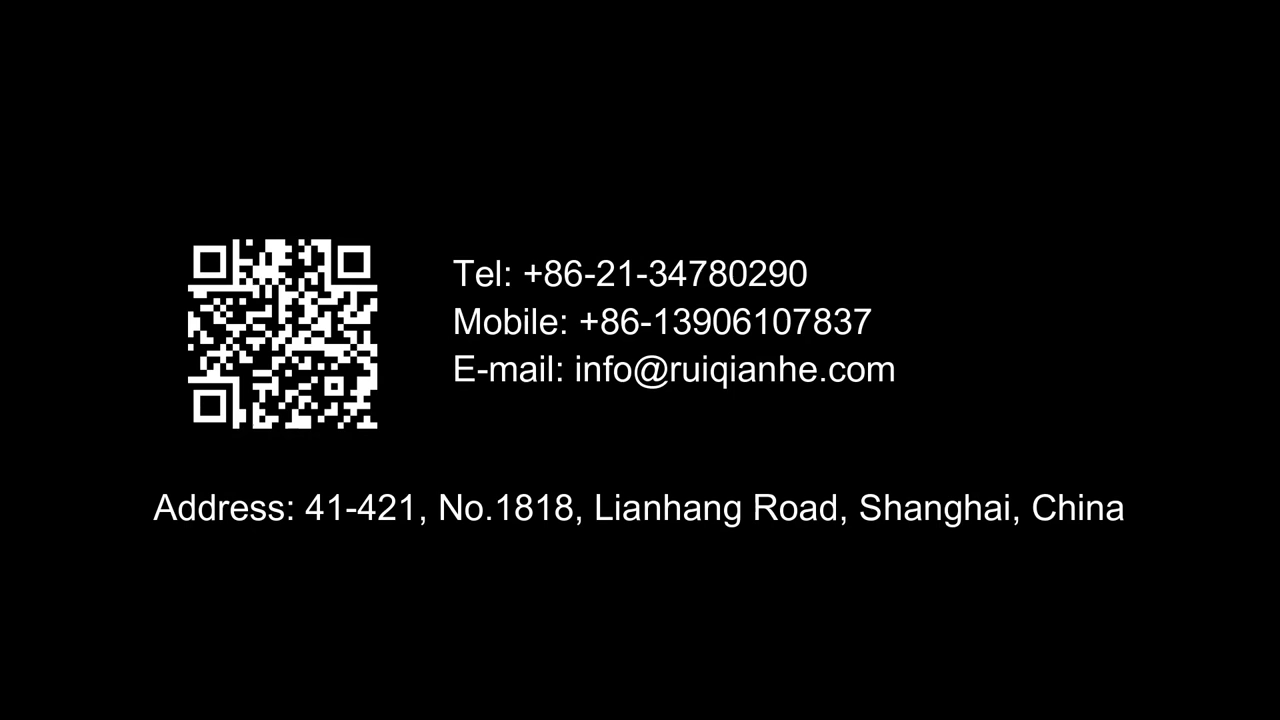 Tel: +86-21-34780290
Mobile: +86-13906107837
E-mail: info@ruiqianhe.com
Address: 41-421, No.1818, Lianhang Road, Shanghai, China